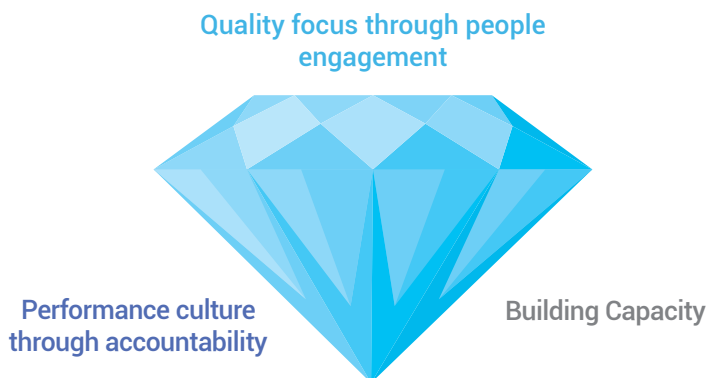 Quality focus through people
engagement
Performance culture
through accountability
Building Capacity